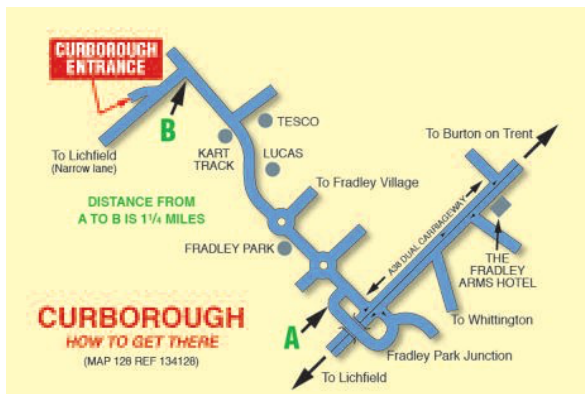 CURBOROUGH
ENTRANCE
B
TESCO
To Burton on Trent
To Lichfield
(Narrow lane)
KART
TRACK
LUCAS
To Fradley Village
DISTANCE FROM
A TO B IS 1¼ MILES
FRADLEY PARK
A38 DUAL CARRIAGEWAY
THE
FRADLEY
ARMS HOTEL
CURBOROUGH
HOW TO GET THERE
(MAP 128 REF 134128)
A
To Whittington
Fradley Park Junction
To Lichfield